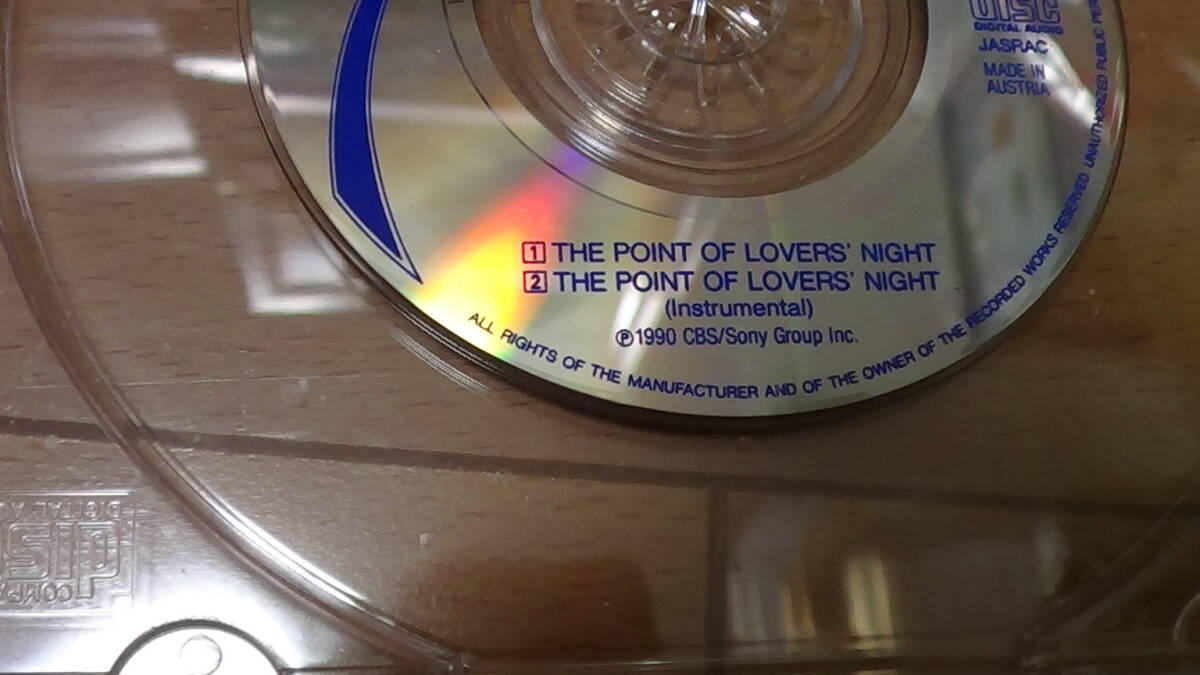 DISC
DIGITAL AUDIO
JASRAC
MADE IN
AUSTRIA
1 THE POINT OF LOVERS' NIGHT
2 THE POINT OF LOVERS' NIGHT
(Instrumental)
Ⓟ1990 CBS/Sony Group Inc.
ALL RIGHTS OF THE MANUFACTURER AND OF THE OWNER OF THE RECORDED WORKS RESERVED UNAUTHORIZED PUBLIC